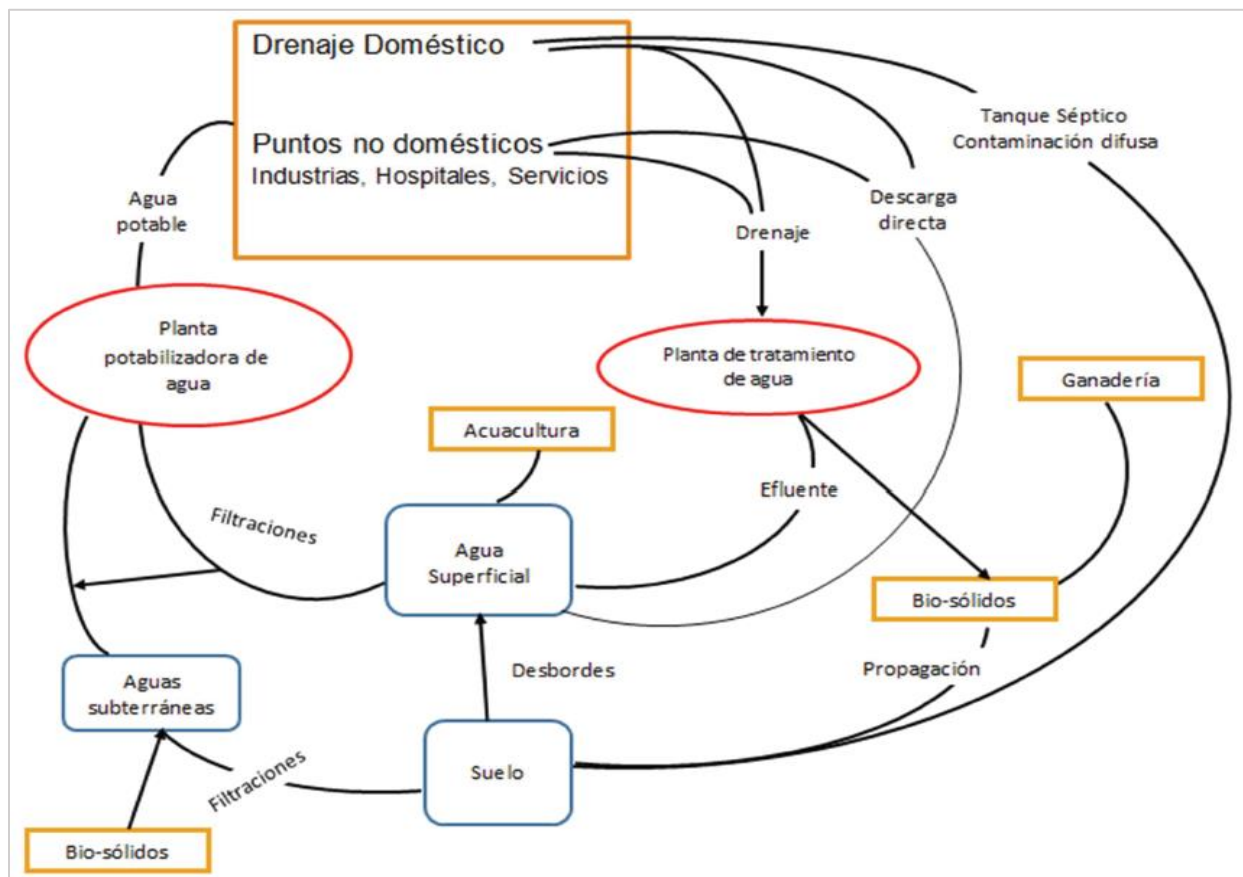 Drenaje Doméstico
Puntos no domésticos
Industrias, Hospitales, Servicios
Tanque Séptico
Contaminación difusa
Agua
potable
Descarga
directa
Drenaje
Planta
potabilizadora de
agua
Planta de tratamiento
de agua
Ganadería
Acuacultura
Efluente
Filtraciones
Agua
Superficial
Bio-sólidos
Desbordes
Propagación
Aguas
subterráneas
Suelo
Filtraciones
Bio-sólidos